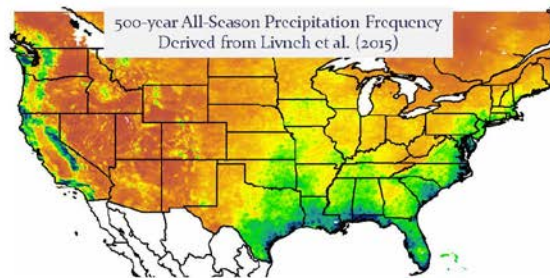 500-year All-Season Precipitation Frequency
Derived from Livneh et al. (2015)